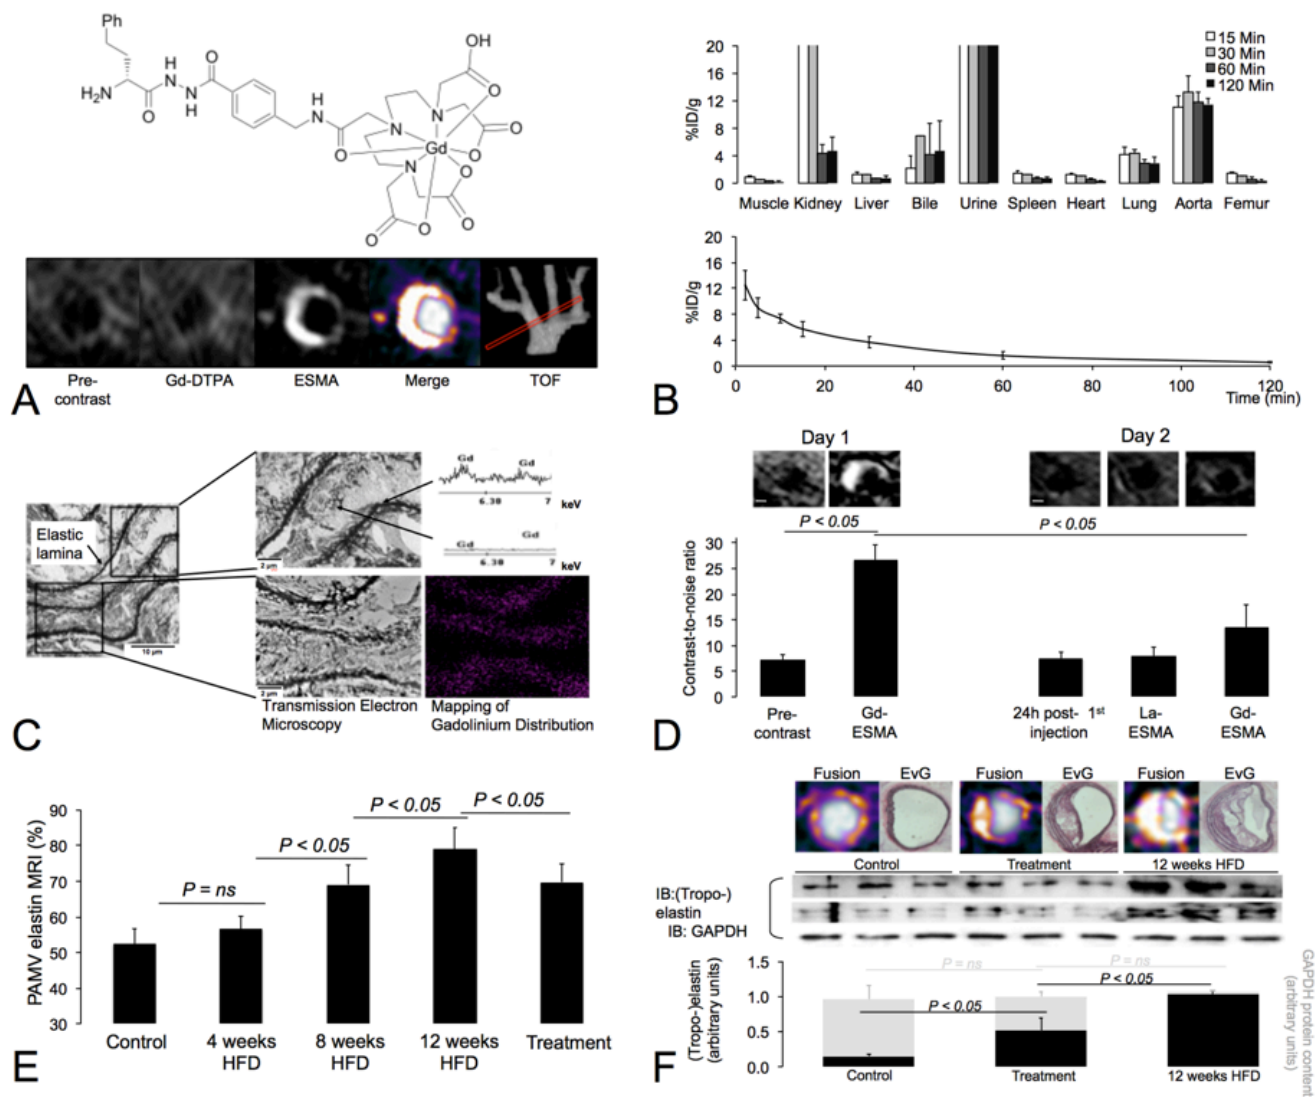 Ph
H₂N
O
H
N
N
H
O
H
N
O
OH
O
N
N
N
Gd
O
O
O
O
O
O
O
Pre-
contrast
Gd-DTPA
ESMA
Merge
TOF
A
%ID/g
20
16
12
8
4
0
15 Min
30 Min
60 Min
120 Min
Muscle Kidney Liver Bile Urine Spleen Heart Lung Aorta Femur
%ID/g
20
16
12
8
4
0
0 20 40 60 80 100 120
Time (min)
B
Elastic
lamina
10 µm
2 µm
2 µm
Gd Gd
6.38 7 keV
Gd Gd
6.38 7 keV
Transmission Electron
Microscopy
Mapping of
Gadolinium Distribution
C
Day 1 Day 2
P < 0.05 P < 0.05
Contrast-to-noise ratio
30
25
20
15
10
5
0
Pre-
contrast
Gd-
ESMA
24h post- 1st
injection
La-
ESMA
Gd-
ESMA
D
PAMV elastin MRI (%)
90
80
70
60
50
40
30
P = ns
P < 0.05
P < 0.05
P < 0.05
Control
4 weeks
HFD
8 weeks
HFD
12 weeks
HFD
Treatment
E
Fusion EvG Fusion EvG Fusion EvG
Control Treatment 12 weeks HFD
IB:(Tropo-)
elastin
IB: GAPDH
(Tropo-)elastin
(arbitrary units)
1.5
1.0
0.5
0.0
P = ns P = ns
P < 0.05
P < 0.05
Control Treatment 12 weeks HFD
GAPDH protein content
(arbitrary units)
F